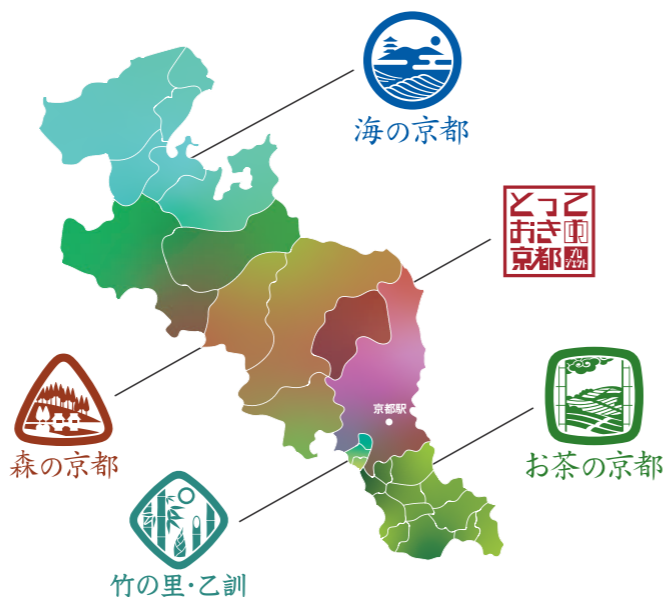 海の京都
とって
おき
京都
プロ
ジェクト
京都駅
森の京都
お茶の京都
竹の里・乙訓